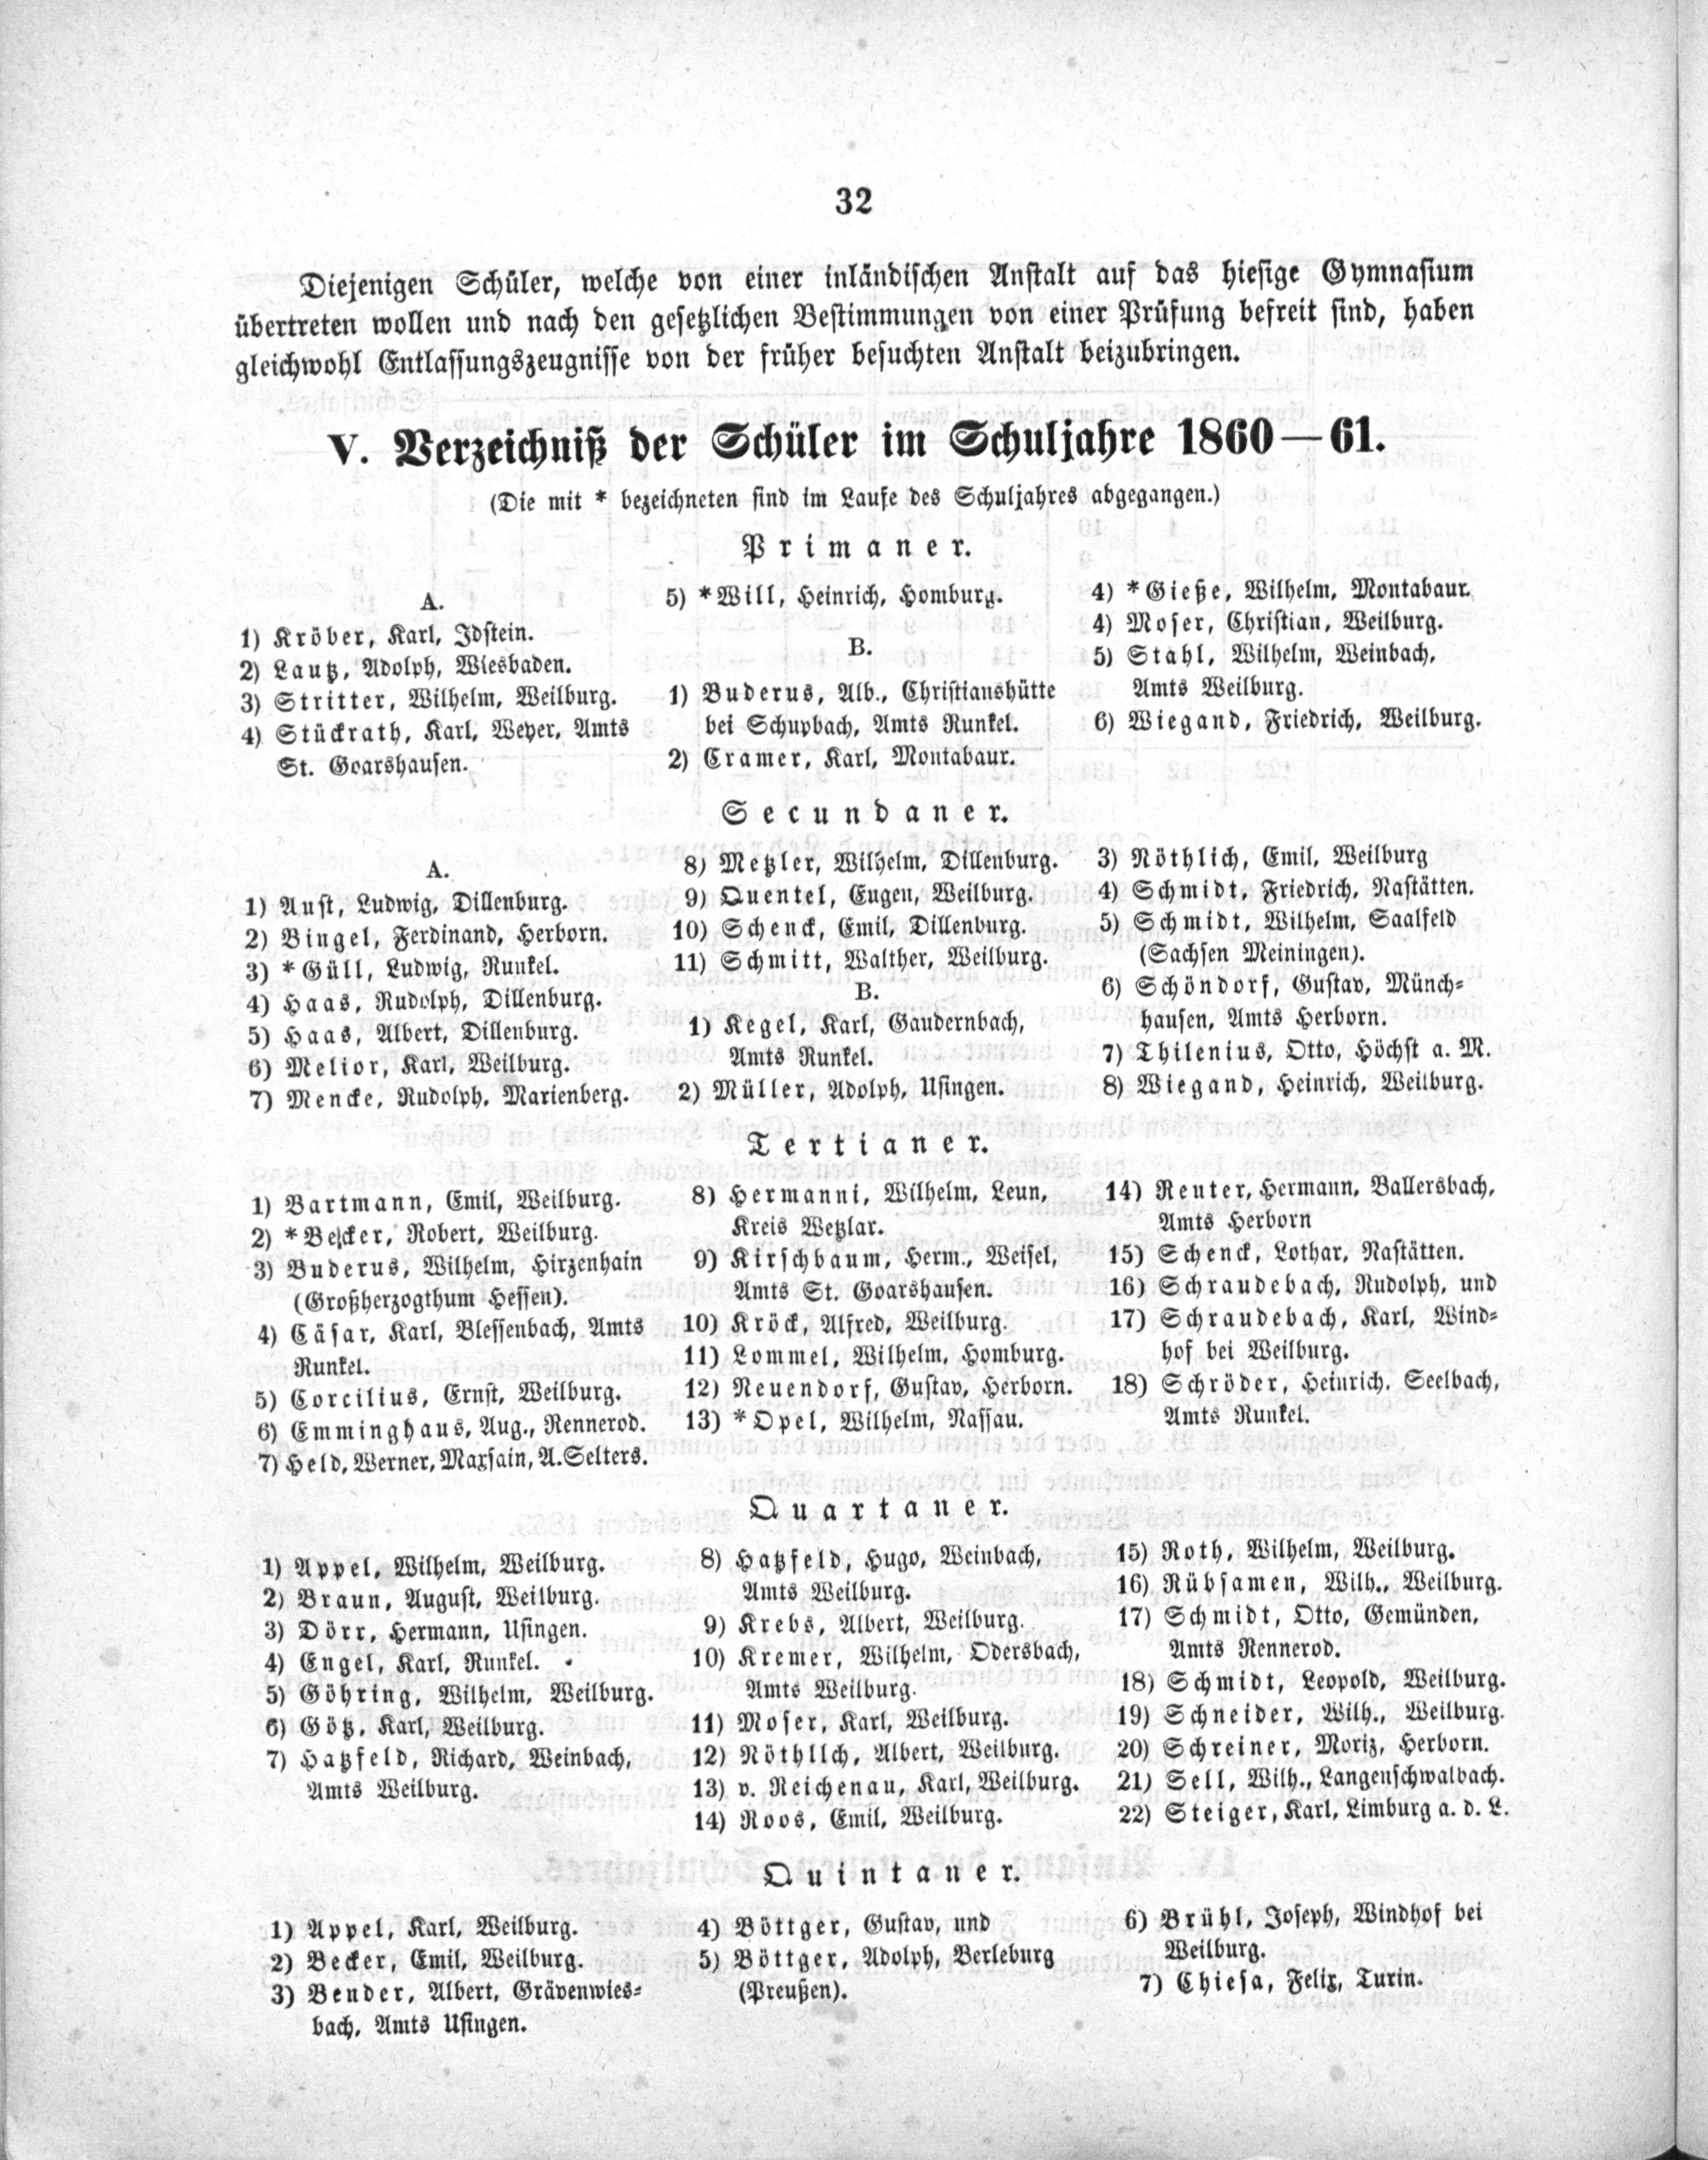 32
Diejenigen Schüler, welche von einer inländischen Anstalt auf das hiesige Gymnasium
übertreten wollen und nach den gesetzlichen Bestimmungen von einer Prüfung befreit sind, haben
gleichwohl Entlassungszeugnisse von der früher besuchten Anstalt beizubringen.
V. Verzeichniß der Schüler im Schuljahre 1860—61.
(Die mit * bezeichneten sind im Laufe des Schuljahres abgegangen.)
Primaner.
A.
1) Kröber, Karl, Idstein.
2) Lautz, Adolph, Wiesbaden.
3) Stritter, Wilhelm, Weilburg.
4) Stückrath, Karl, Weyer, Amts
St. Goarshausen.
5) *Will, Heinrich, Homburg.
B.
1) Buderus, Alb., Christianshütte
bei Schupbach, Amts Runkel.
2) Cramer, Karl, Montabaur.
4) *Gieße, Wilhelm, Montabaur.
4) Moser, Christian, Weilburg.
5) Stahl, Wilhelm, Weinbach,
Amts Weilburg.
6) Wiegand, Friedrich, Weilburg.
Secundaner.
A.
1) Aust, Ludwig, Dillenburg.
2) Bingel, Ferdinand, Herborn.
3) *Güll, Ludwig, Runkel.
4) Haas, Rudolph, Dillenburg.
5) Haas, Albert, Dillenburg.
6) Melior, Karl, Weilburg.
7) Mencke, Rudolph, Marienberg.
8) Metzler, Wilhelm, Dillenburg.
9) Quentel, Eugen, Weilburg.
10) Schenck, Emil, Dillenburg.
11) Schmitt, Walther, Weilburg.
B.
1) Kegel, Karl, Gaudernbach,
Amts Runkel.
2) Müller, Adolph, Usingen.
3) Nöthlich, Emil, Weilburg
4) Schmidt, Friedrich, Nastätten.
5) Schmidt, Wilhelm, Saalfeld
(Sachsen Meiningen).
6) Schöndorf, Gustav, Münch-
hausen, Amts Herborn.
7) Thilenius, Otto, Höchst a. M.
8) Wiegand, Heinrich, Weilburg.
Tertianer.
1) Bartmann, Emil, Weilburg.
2) *Becker, Robert, Weilburg.
3) Buderus, Wilhelm, Hirzenhain
(Großherzogthum Hessen).
4) Cäsar, Karl, Blessenbach, Amts
Runkel.
5) Corcilius, Ernst, Weilburg.
6) Emminghaus, Aug., Rennerod.
7) Held, Werner, Maxsain, A. Selters.
8) Hermanni, Wilhelm, Leun,
Kreis Wetzlar.
9) Kirschbaum, Herm., Weisel,
Amts St. Goarshausen.
10) Kröck, Alfred, Weilburg.
11) Lommel, Wilhelm, Homburg.
12) Neuendorf, Gustav, Herborn.
13) *Opel, Wilhelm, Nassau.
14) Reuter, Hermann, Ballersbach,
Amts Herborn
15) Schenck, Lothar, Nastätten.
16) Schraudebach, Rudolph, und
17) Schraudebach, Karl, Wind-
hof bei Weilburg.
18) Schröder, Heinrich, Seelbach,
Amts Runkel.
Quartaner.
1) Appel, Wilhelm, Weilburg.
2) Braun, August, Weilburg.
3) Dörr, Hermann, Usingen.
4) Engel, Karl, Runkel.
5) Göhring, Wilhelm, Weilburg.
6) Götz, Karl, Weilburg.
7) Hatzfeld, Richard, Weinbach,
Amts Weilburg.
8) Hatzfeld, Hugo, Weinbach,
Amts Weilburg.
9) Krebs, Albert, Weilburg.
10) Kremer, Wilhelm, Odersbach,
Amts Weilburg.
11) Moser, Karl, Weilburg.
12) Nöthlich, Albert, Weilburg.
13) v. Reichenau, Karl, Weilburg.
14) Roos, Emil, Weilburg.
15) Roth, Wilhelm, Weilburg.
16) Rübsamen, Wilh., Weilburg.
17) Schmidt, Otto, Gemünden,
Amts Rennerod.
18) Schmidt, Leopold, Weilburg.
19) Schneider, Wilh., Weilburg.
20) Schreiner, Moriz, Herborn.
21) Sell, Wilh., Langenschwalbach.
22) Steiger, Karl, Limburg a. d. L.
Quintaner.
1) Appel, Karl, Weilburg.
2) Becker, Emil, Weilburg.
3) Bender, Albert, Grävenwies-
bach, Amts Usingen.
4) Böttger, Gustav, und
5) Böttger, Adolph, Berleburg
(Preußen).
6) Brühl, Joseph, Windhof bei
Weilburg.
7) Chiesa, Felix, Turin.